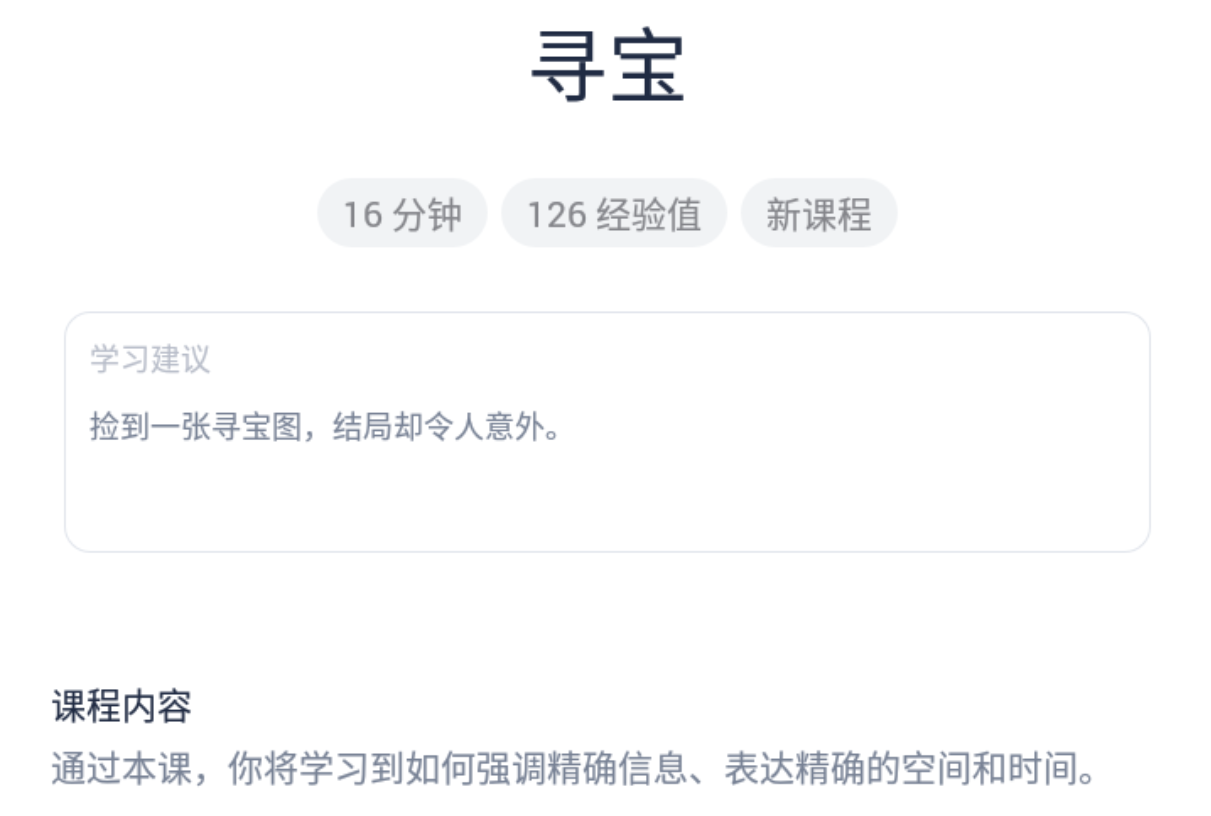 寻宝
16 分钟 126 经验值 新课程
学习建议
捡到一张寻宝图，结局却令人意外。
课程内容
通过本课，你将学习到如何强调精确信息、表达精确的空间和时间。